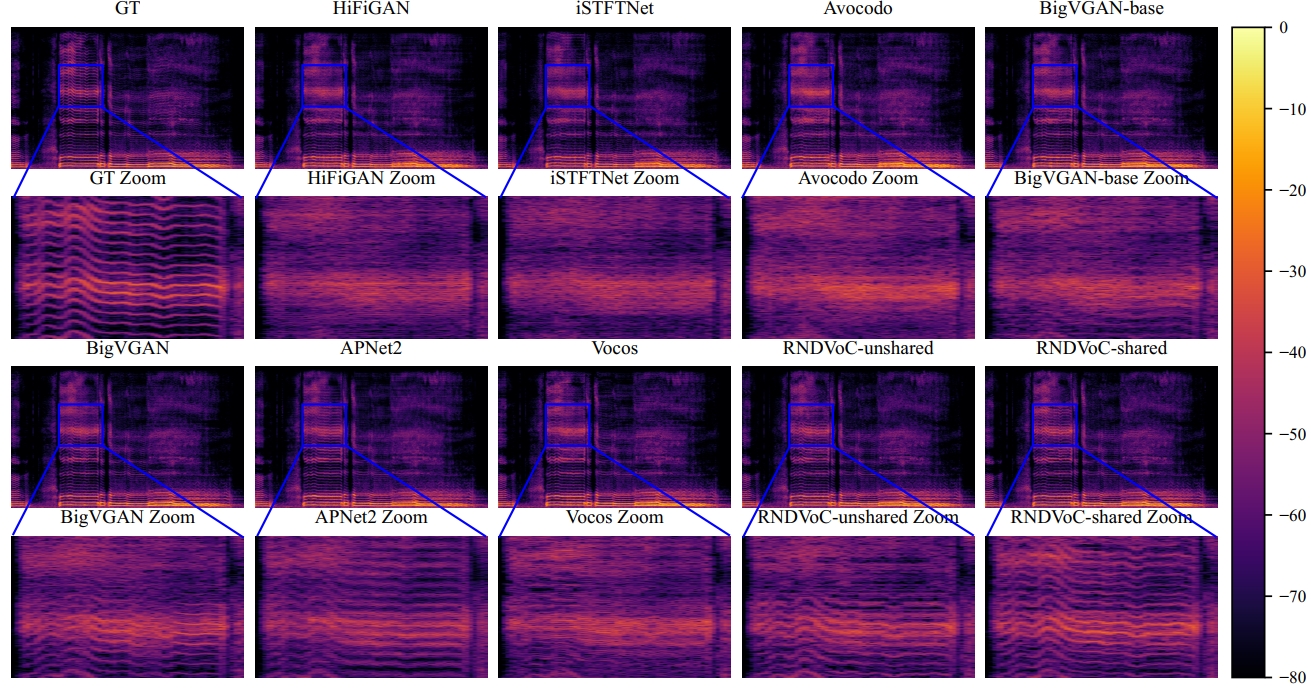 GT HiFiGAN iSTFTNet Avocodo BigVGAN-base
GT Zoom HiFiGAN Zoom iSTFTNet Zoom Avocodo Zoom BigVGAN-base Zoom
BigVGAN APNet2 Vocos RNDVoC-unshared RNDVoC-shared
BigVGAN Zoom APNet2 Zoom Vocos Zoom RNDVoC-unshared Zoom RNDVoC-shared Zoom
0
−10
−20
−30
−40
−50
−60
−70
−80